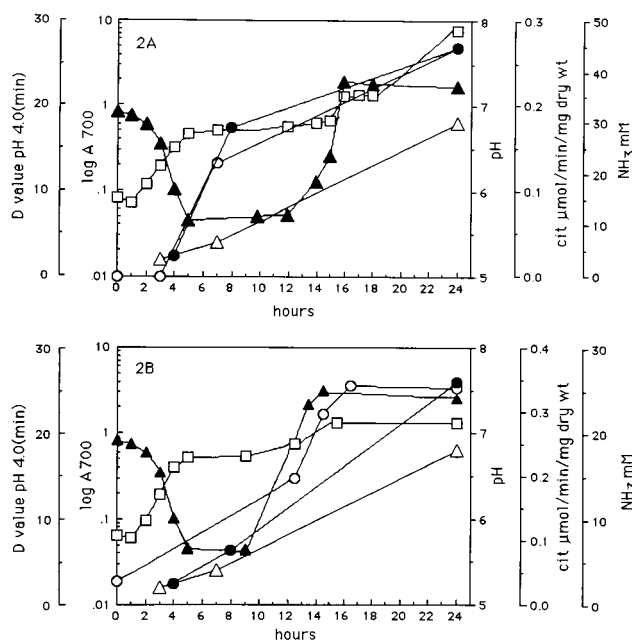 2A
D value pH 4.0(min)
30
20
10
0
log A 700
10
1
.1
.01
0 2 4 6 8 10 12 14 16 18 20 22 24
hours
pH
8
7
6
5
cit µmol/min/mg dry wt
0.3
0.2
0.1
0.0
NH3 mM
50
40
30
20
10
0
2B
D value pH 4.0(min)
30
20
10
0
log A 700
10
1
.1
.01
0 2 4 6 8 10 12 14 16 18 20 22 24
hours
pH
8
7
6
5
cit µmol/min/mg dry wt
0.4
0.3
0.2
0.1
0.0
NH3 mM
30
20
10
0